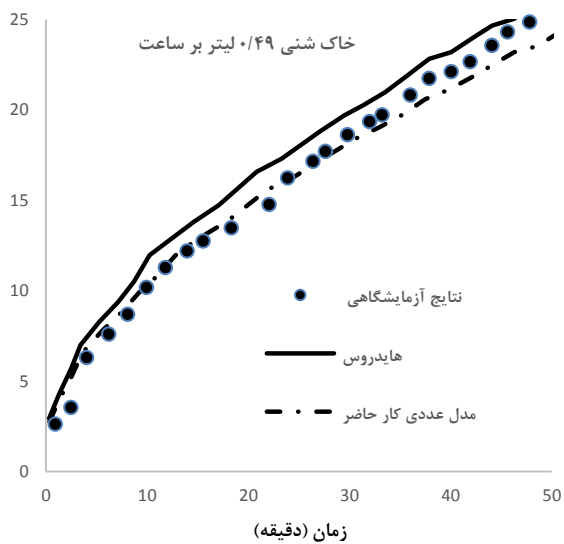 خاک شنی ۰/۴۹ لیتر بر ساعت
25
20
15
10
5
0
نتایج آزمایشگاهی
هایدروس
مدل عددی کار حاضر
0 10 20 30 40 50
زمان (دقیقه)